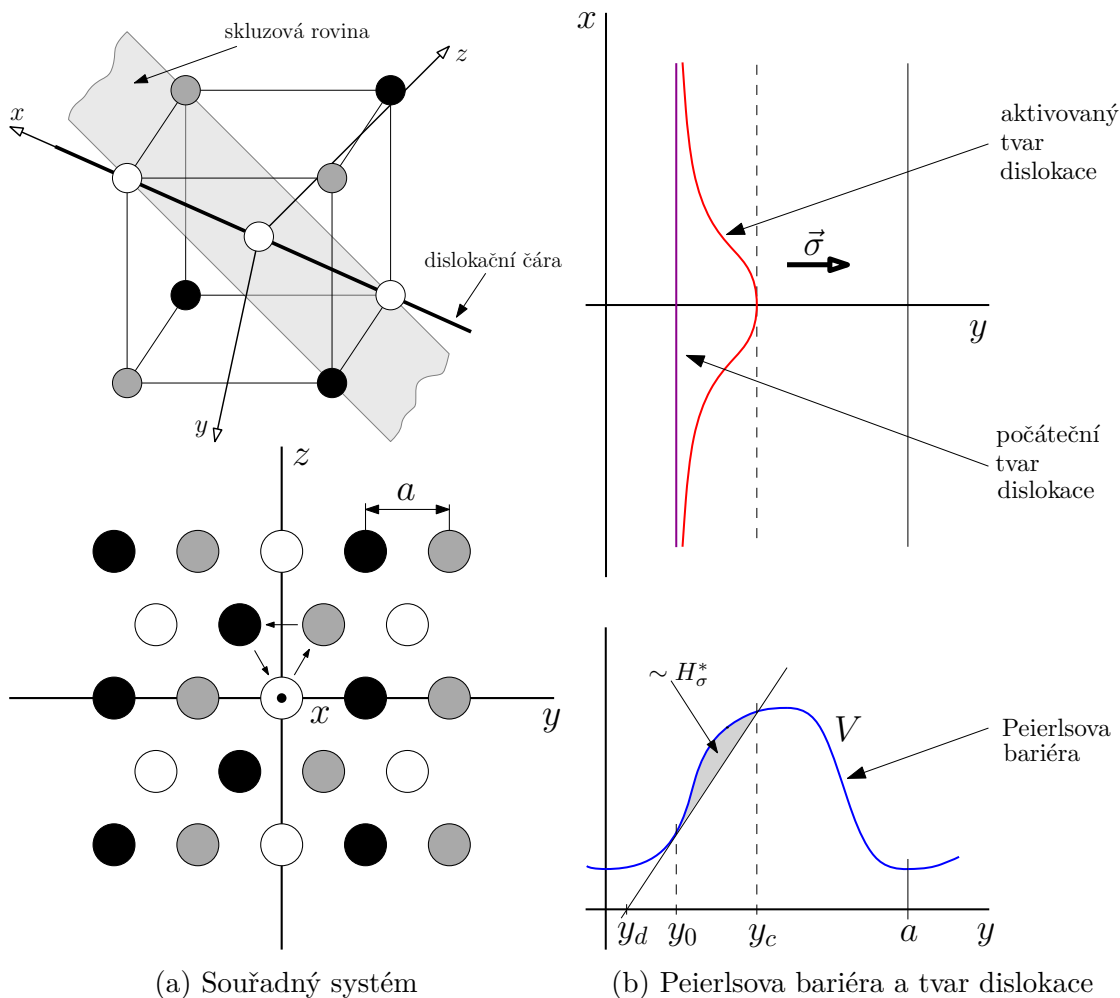 skluzová rovina
z
x
dislokační čára
y
z
a
x
y
(a) Souřadný systém
x
aktivovaný
tvar
dislokace
σ⃗
y
počáteční
tvar
dislokace
∼ H*σ
V
Peierlsova
bariéra
y_d y_0 y_c a y
(b) Peierlsova bariéra a tvar dislokace